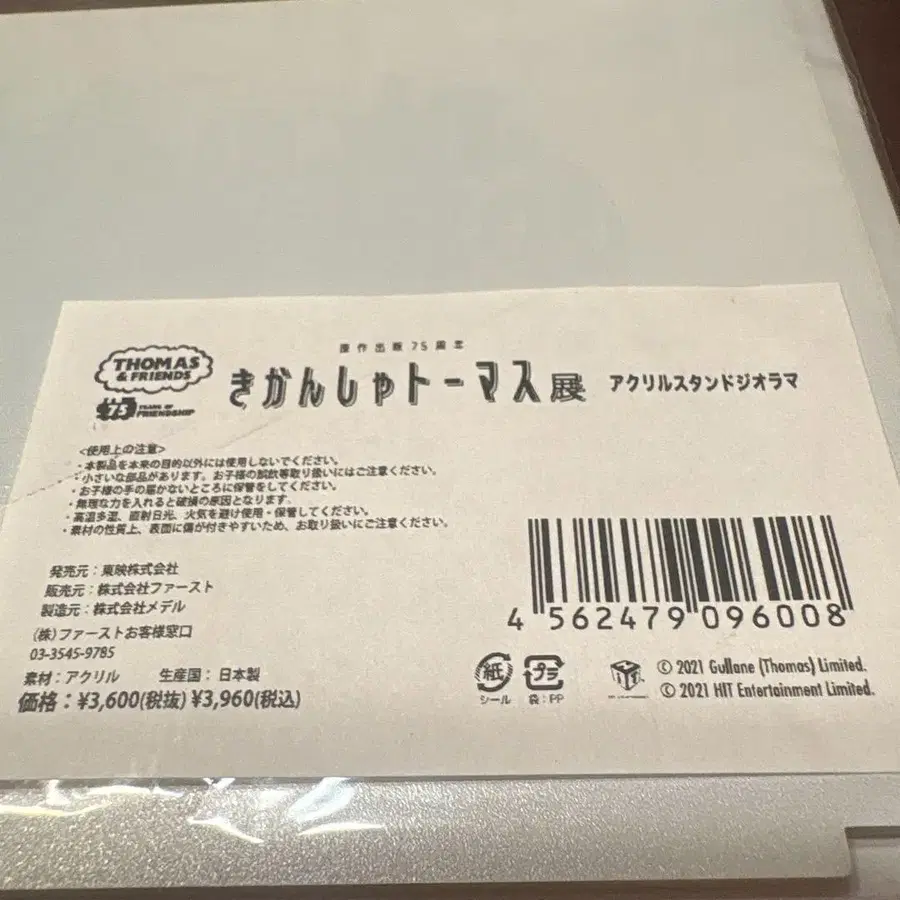 THOMAS
& FRIENDS
75 YEARS OF
FRIENDSHIP
原作出版75周年
きかんしゃトーマス展 アクリルスタンドジオラマ
<使用上の注意>
・本製品を本来の目的以外には使用しないでください。
・小さい部品があります。お子様の誤飲等取り扱いにはご注意ください。
・お子様の手の届かないところに保管をしてください。
・無理な力を入れると破損の原因となります。
・高温多湿、直射日光、火気を避け使用・保管してください。
・素材の性質上、表面に傷が付きやすいため、お取り扱いにご注意ください。
発売元：東映株式会社
販売元：株式会社ファースト
製造元：株式会社メデル
(株)ファーストお客様窓口
03-3545-9785
素材：アクリル 生産国：日本製
価格：¥3,600(税抜) ¥3,960(税込)
4 562479 096008
紙
シール
プラ
袋：PP
HIT
© 2021 Gullane (Thomas) Limited.
© 2021 HIT Entertainment Limited.